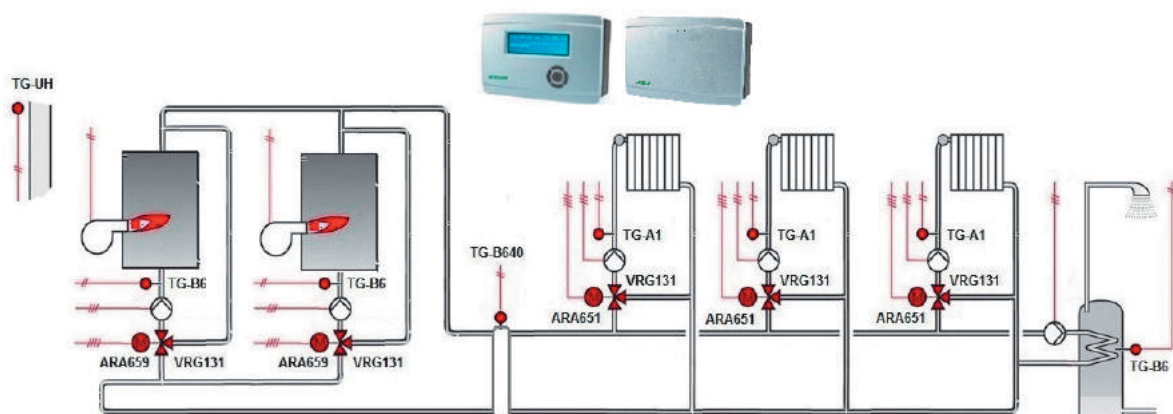 TG-UH
TG-B6
TG-B6
TG-B640
TG-A1
TG-A1
TG-A1
VRG131
VRG131
VRG131
ARA651
ARA651
ARA651
ARA659
VRG131
ARA659
VRG131
TG-B6
M
M
M
M
M